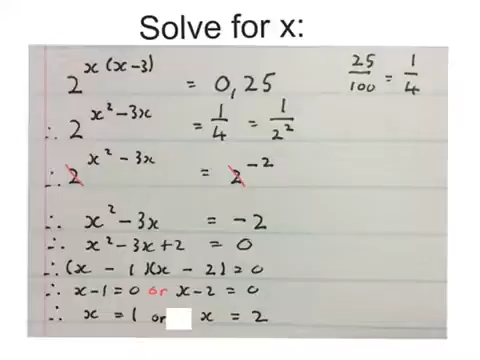 Solve for x:
2^{x(x-3)} = 0,25
25/100 = 1/4
∴ 2^{x²-3x} = 1/4 = 1/2²
∴ 2^{x²-3x} = 2^{-2}
∴ x²-3x = -2
∴ x²-3x+2 = 0
∴ (x - 1)(x - 2) = 0
∴ x-1=0 or x-2 = 0
∴ x = 1 or x = 2